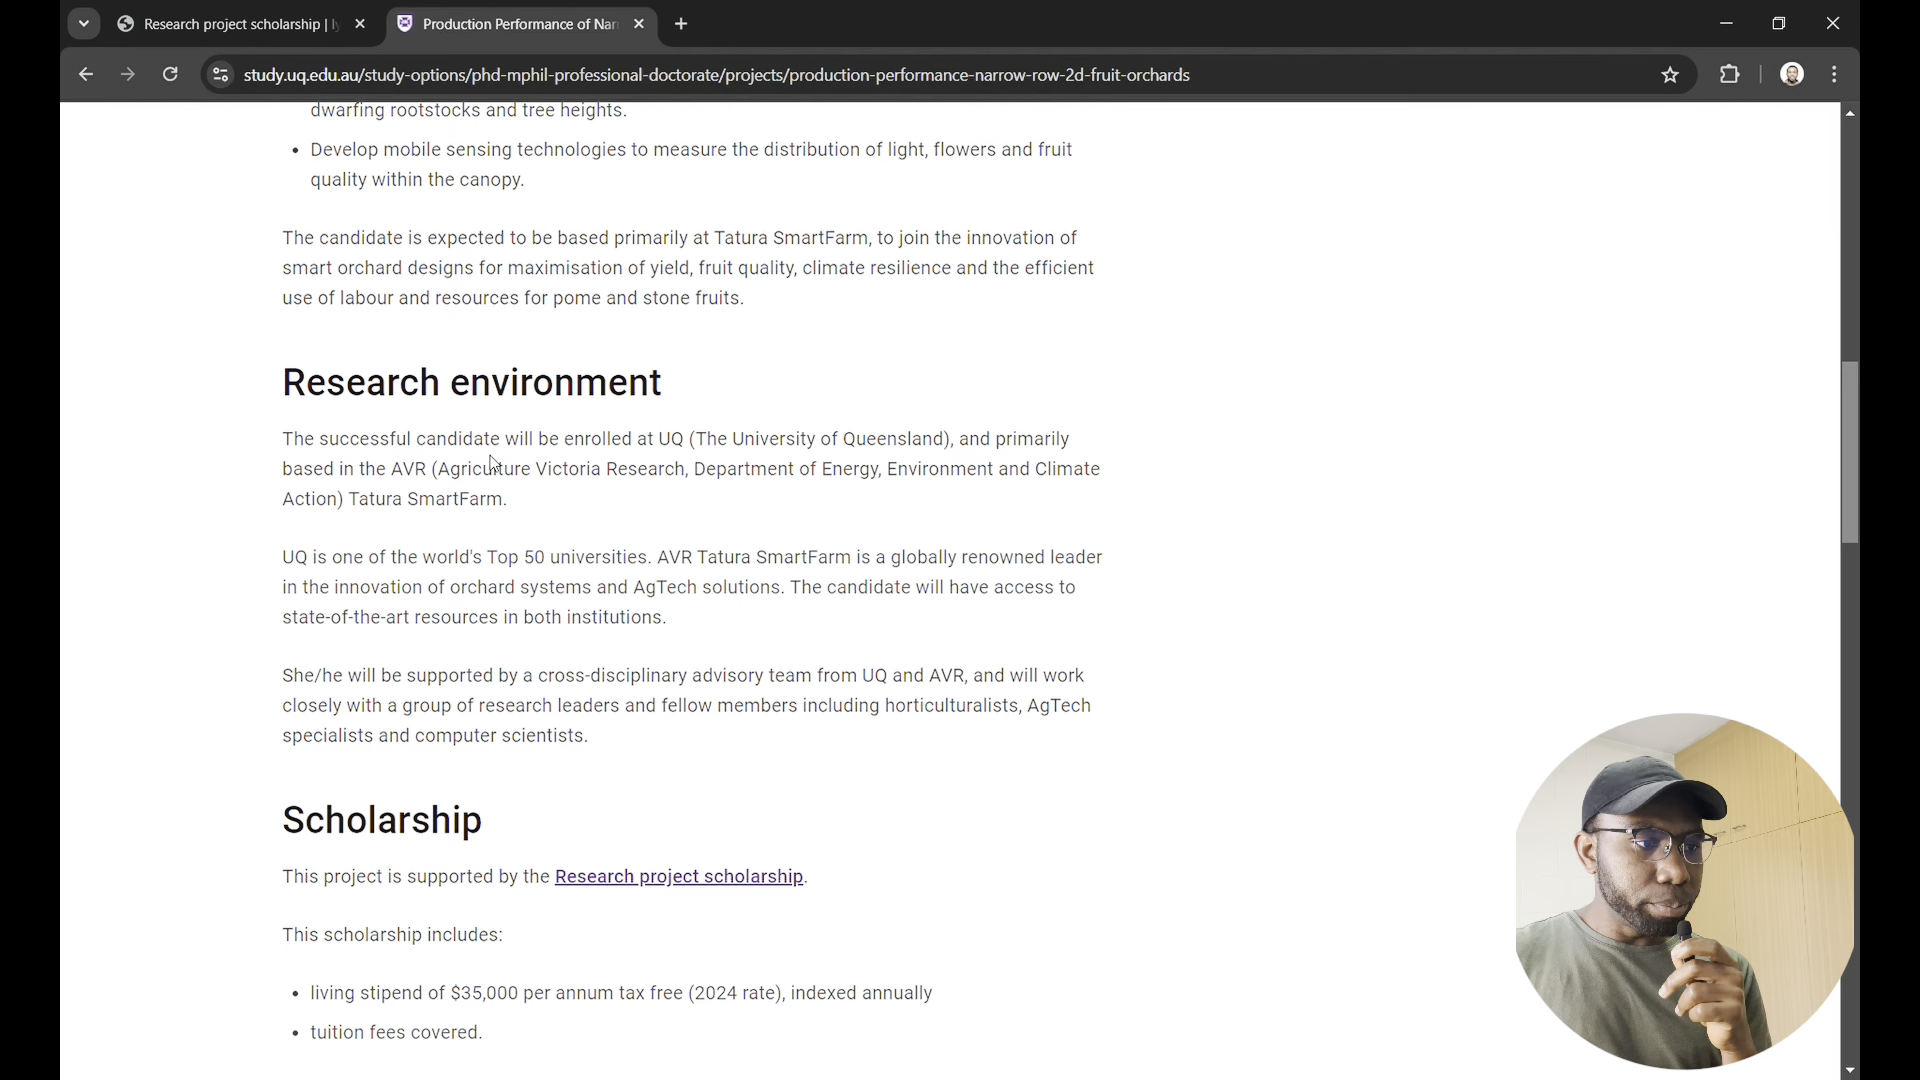 Research project scholarship | ly
Production Performance of Nar
study.uq.edu.au/study-options/phd-mphil-professional-doctorate/projects/production-performance-narrow-row-2d-fruit-orchards
dwarfing rootstocks and tree heights.
• Develop mobile sensing technologies to measure the distribution of light, flowers and fruit
quality within the canopy.
The candidate is expected to be based primarily at Tatura SmartFarm, to join the innovation of
smart orchard designs for maximisation of yield, fruit quality, climate resilience and the efficient
use of labour and resources for pome and stone fruits.
Research environment
The successful candidate will be enrolled at UQ (The University of Queensland), and primarily
based in the AVR (Agriculture Victoria Research, Department of Energy, Environment and Climate
Action) Tatura SmartFarm.
UQ is one of the world's Top 50 universities. AVR Tatura SmartFarm is a globally renowned leader
in the innovation of orchard systems and AgTech solutions. The candidate will have access to
state-of-the-art resources in both institutions.
She/he will be supported by a cross-disciplinary advisory team from UQ and AVR, and will work
closely with a group of research leaders and fellow members including horticulturalists, AgTech
specialists and computer scientists.
Scholarship
This project is supported by the Research project scholarship.
This scholarship includes:
• living stipend of $35,000 per annum tax free (2024 rate), indexed annually
• tuition fees covered.